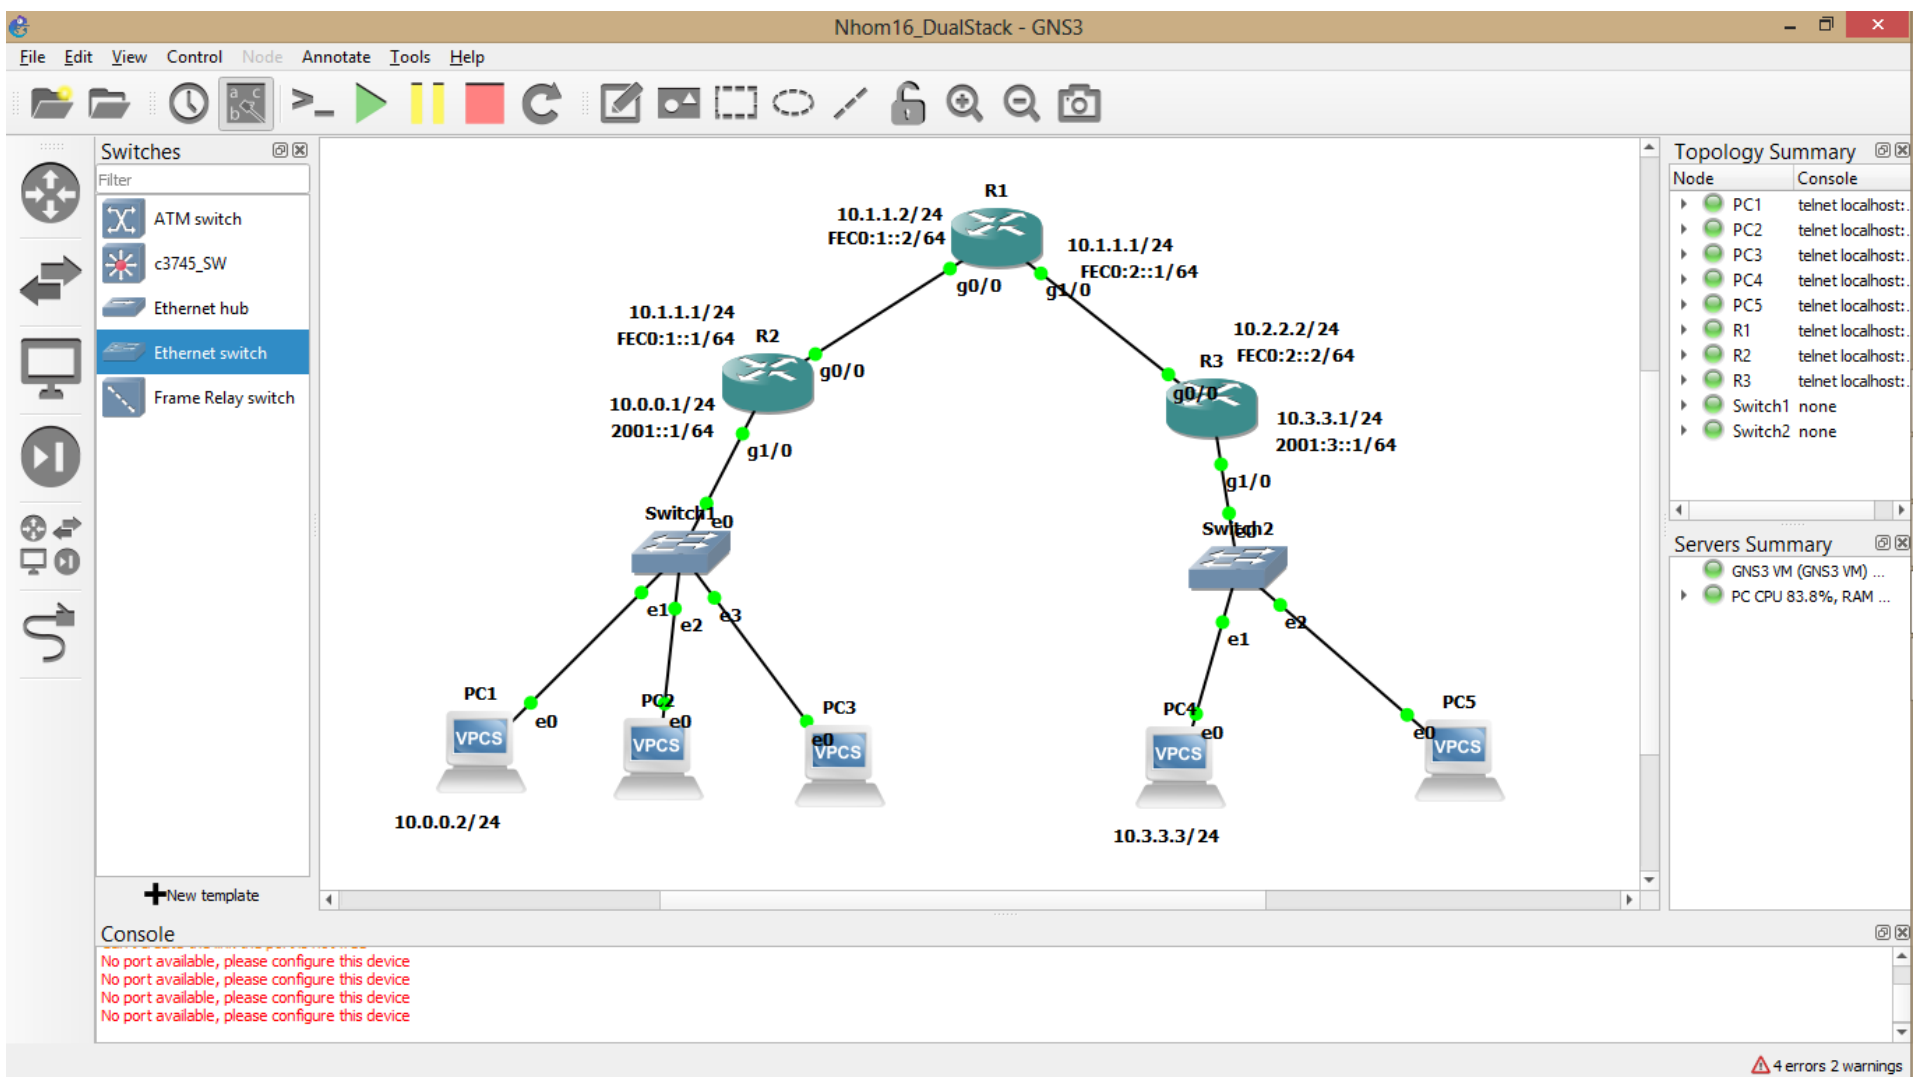 Nhom16_DualStack - GNS3
File Edit View Control Node Annotate Tools Help
Switches
Filter
ATM switch
c3745_SW
Ethernet hub
Ethernet switch
Frame Relay switch
New template
R1
10.1.1.2/24
FEC0:1::2/64
10.1.1.1/24
FEC0:2::1/64
g0/0
g1/0
10.1.1.1/24
FEC0:1::1/64
R2
g0/0
10.2.2.2/24
FEC0:2::2/64
R3
g0/0
10.0.0.1/24
2001::1/64
g1/0
10.3.3.1/24
2001:3::1/64
g1/0
Switch1
e0
Switch2
e0
e1
e2
e3
e1
e2
PC1
e0
VPCS
PC2
e0
VPCS
PC3
e0
VPCS
PC4
e0
VPCS
PC5
e0
VPCS
10.0.0.2/24
10.3.3.3/24
Topology Summary
Node Console
PC1 telnet localhost:.
PC2 telnet localhost:.
PC3 telnet localhost:.
PC4 telnet localhost:.
PC5 telnet localhost:.
R1 telnet localhost:.
R2 telnet localhost:.
R3 telnet localhost:.
Switch1 none
Switch2 none
Servers Summary
GNS3 VM (GNS3 VM) ...
PC CPU 83.8%, RAM ...
Console
No port available, please configure this device
No port available, please configure this device
No port available, please configure this device
No port available, please configure this device
4 errors 2 warnings